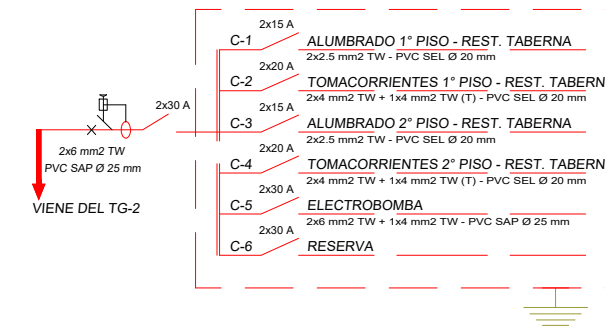 2x15 A
C-1 ALUMBRADO 1° PISO - REST. TABERNA
2x2.5 mm2 TW - PVC SEL Ø 20 mm
2x20 A
C-2 TOMACORRIENTES 1° PISO - REST. TABERN
2x4 mm2 TW + 1x4 mm2 TW (T) - PVC SEL Ø 20 mm
2x30 A
2x15 A
C-3 ALUMBRADO 2° PISO - REST. TABERNA
2x2.5 mm2 TW - PVC SEL Ø 20 mm
2x6 mm2 TW
PVC SAP Ø 25 mm
VIENE DEL TG-2
2x20 A
C-4 TOMACORRIENTES 2° PISO - REST. TABERN
2x4 mm2 TW + 1x4 mm2 TW (T) - PVC SEL Ø 20 mm
2x30 A
C-5 ELECTROBOMBA
2x6 mm2 TW + 1x4 mm2 TW - PVC SAP Ø 25 mm
2x30 A
C-6 RESERVA